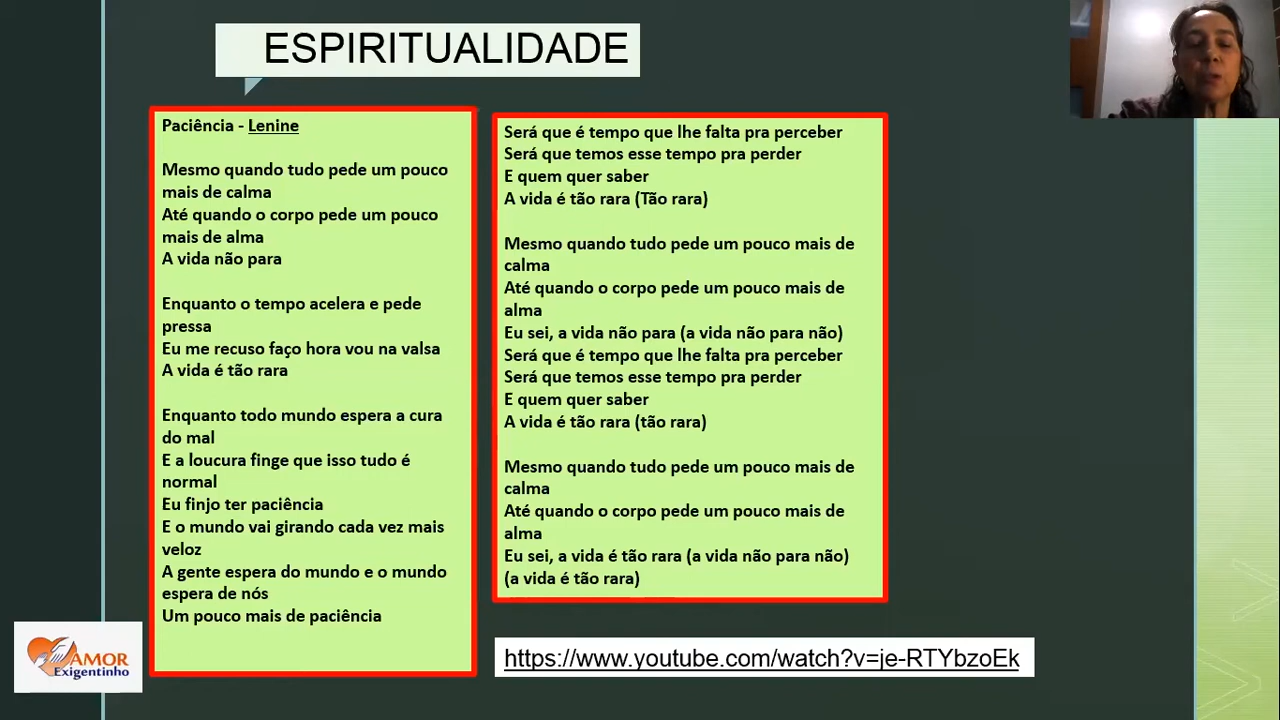 ESPIRITUALIDADE
Paciência - Lenine
Mesmo quando tudo pede um pouco
mais de calma
Até quando o corpo pede um pouco
mais de alma
A vida não para
Enquanto o tempo acelera e pede
pressa
Eu me recuso faço hora vou na valsa
A vida é tão rara
Enquanto todo mundo espera a cura
do mal
E a loucura finge que isso tudo é
normal
Eu finjo ter paciência
E o mundo vai girando cada vez mais
veloz
A gente espera do mundo e o mundo
espera de nós
Um pouco mais de paciência
Será que é tempo que lhe falta pra perceber
Será que temos esse tempo pra perder
E quem quer saber
A vida é tão rara (Tão rara)
Mesmo quando tudo pede um pouco mais de
calma
Até quando o corpo pede um pouco mais de
alma
Eu sei, a vida não para (a vida não para não)
Será que é tempo que lhe falta pra perceber
Será que temos esse tempo pra perder
E quem quer saber
A vida é tão rara (tão rara)
Mesmo quando tudo pede um pouco mais de
calma
Até quando o corpo pede um pouco mais de
alma
Eu sei, a vida é tão rara (a vida não para não)
(a vida é tão rara)
AMOR
Exigentinho
https://www.youtube.com/watch?v=je-RTYbzoEk